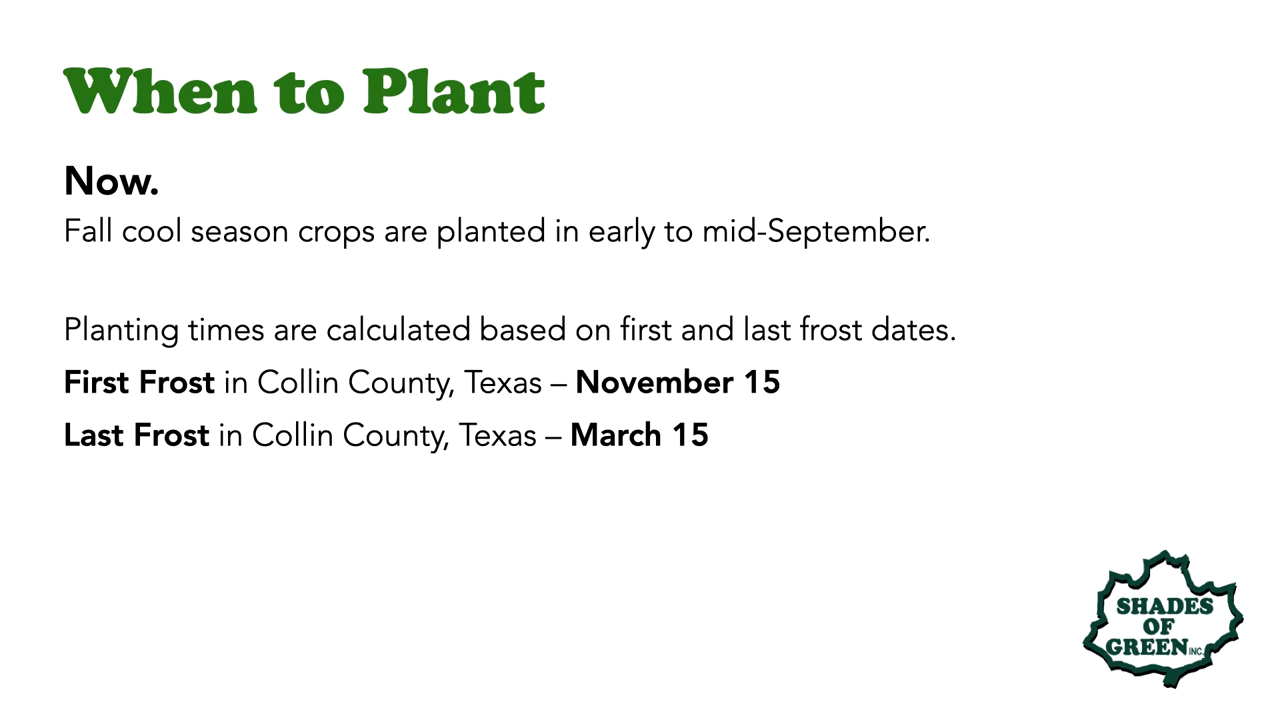 When to Plant
Now.
Fall cool season crops are planted in early to mid-September.
Planting times are calculated based on first and last frost dates.
First Frost in Collin County, Texas – November 15
Last Frost in Collin County, Texas – March 15
SHADES
OF
GREEN INC.